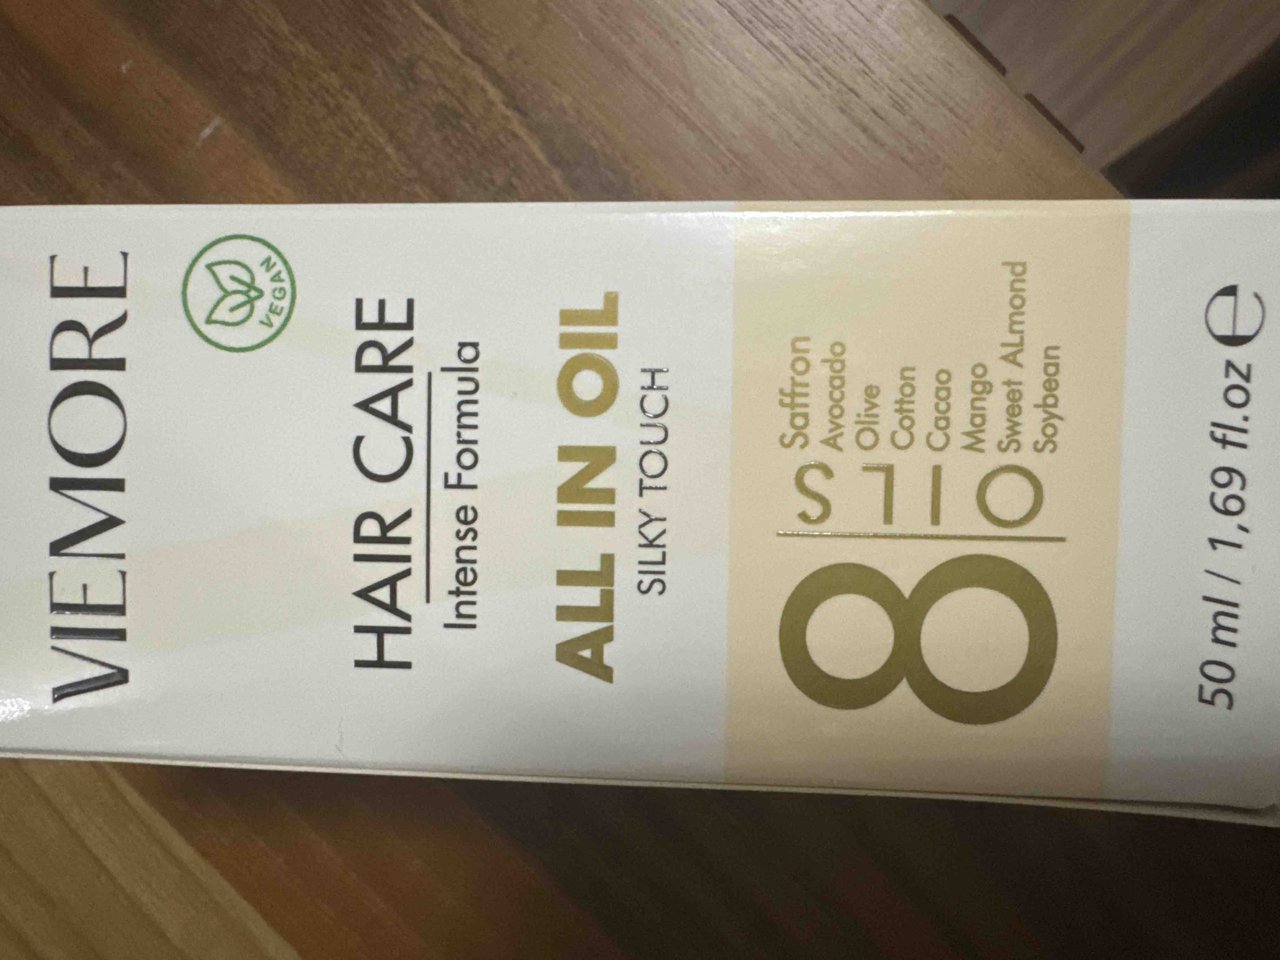 VIEMORE
VEGAN
HAIR CARE
Intense Formula
ALL IN OIL
SILKY TOUCH
8
OILS
Saffron
Avocado
Olive
Cotton
Cacao
Mango
Sweet ALmond
Soybean
50 ml / 1,69 fl.oz ℮